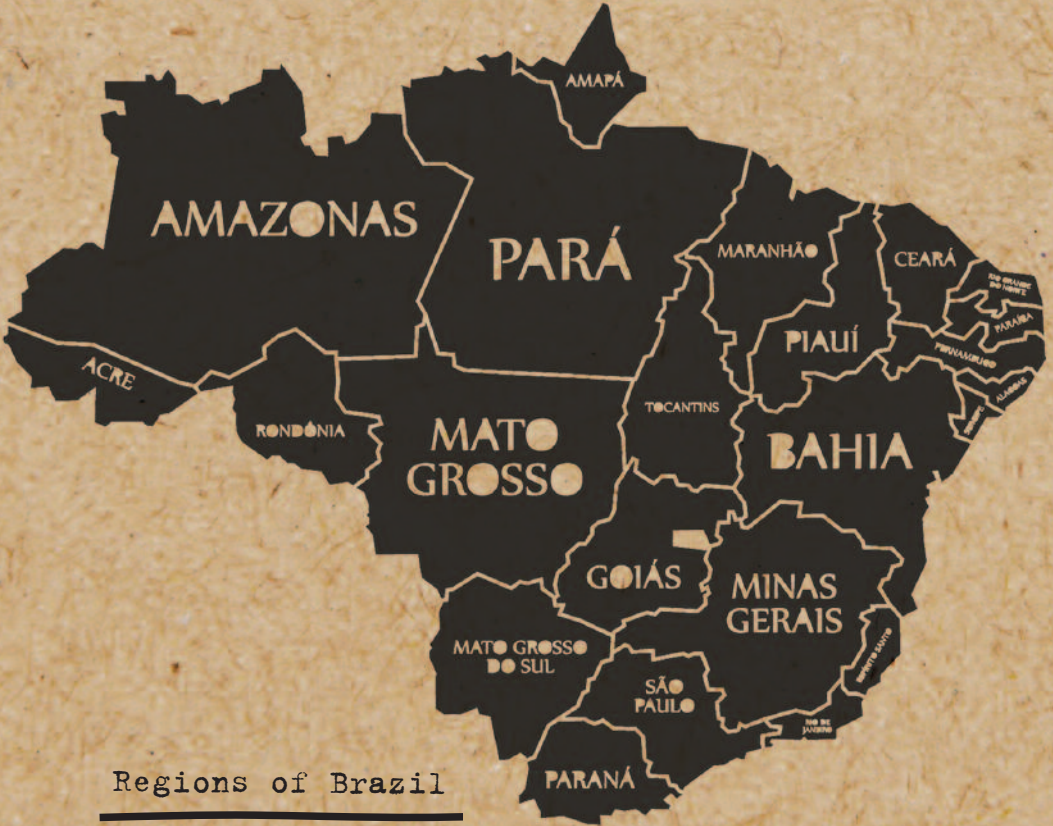 AMAPÁ
AMAZONAS
PARÁ
MARANHÃO
CEARÁ
RIO GRANDE
DO NORTE
PARAÍBA
PIAUÍ
PERNAMBUCO
ACRE
ALAGOAS
TOCANTINS
RONDÔNIA
MATO
GROSSO
BAHIA
GOIÁS
MINAS
GERAIS
MATO GROSSO
DO SUL
ESPÍRITO SANTO
SÃO
PAULO
RIO DE
JANEIRO
PARANÁ
Regions of Brazil